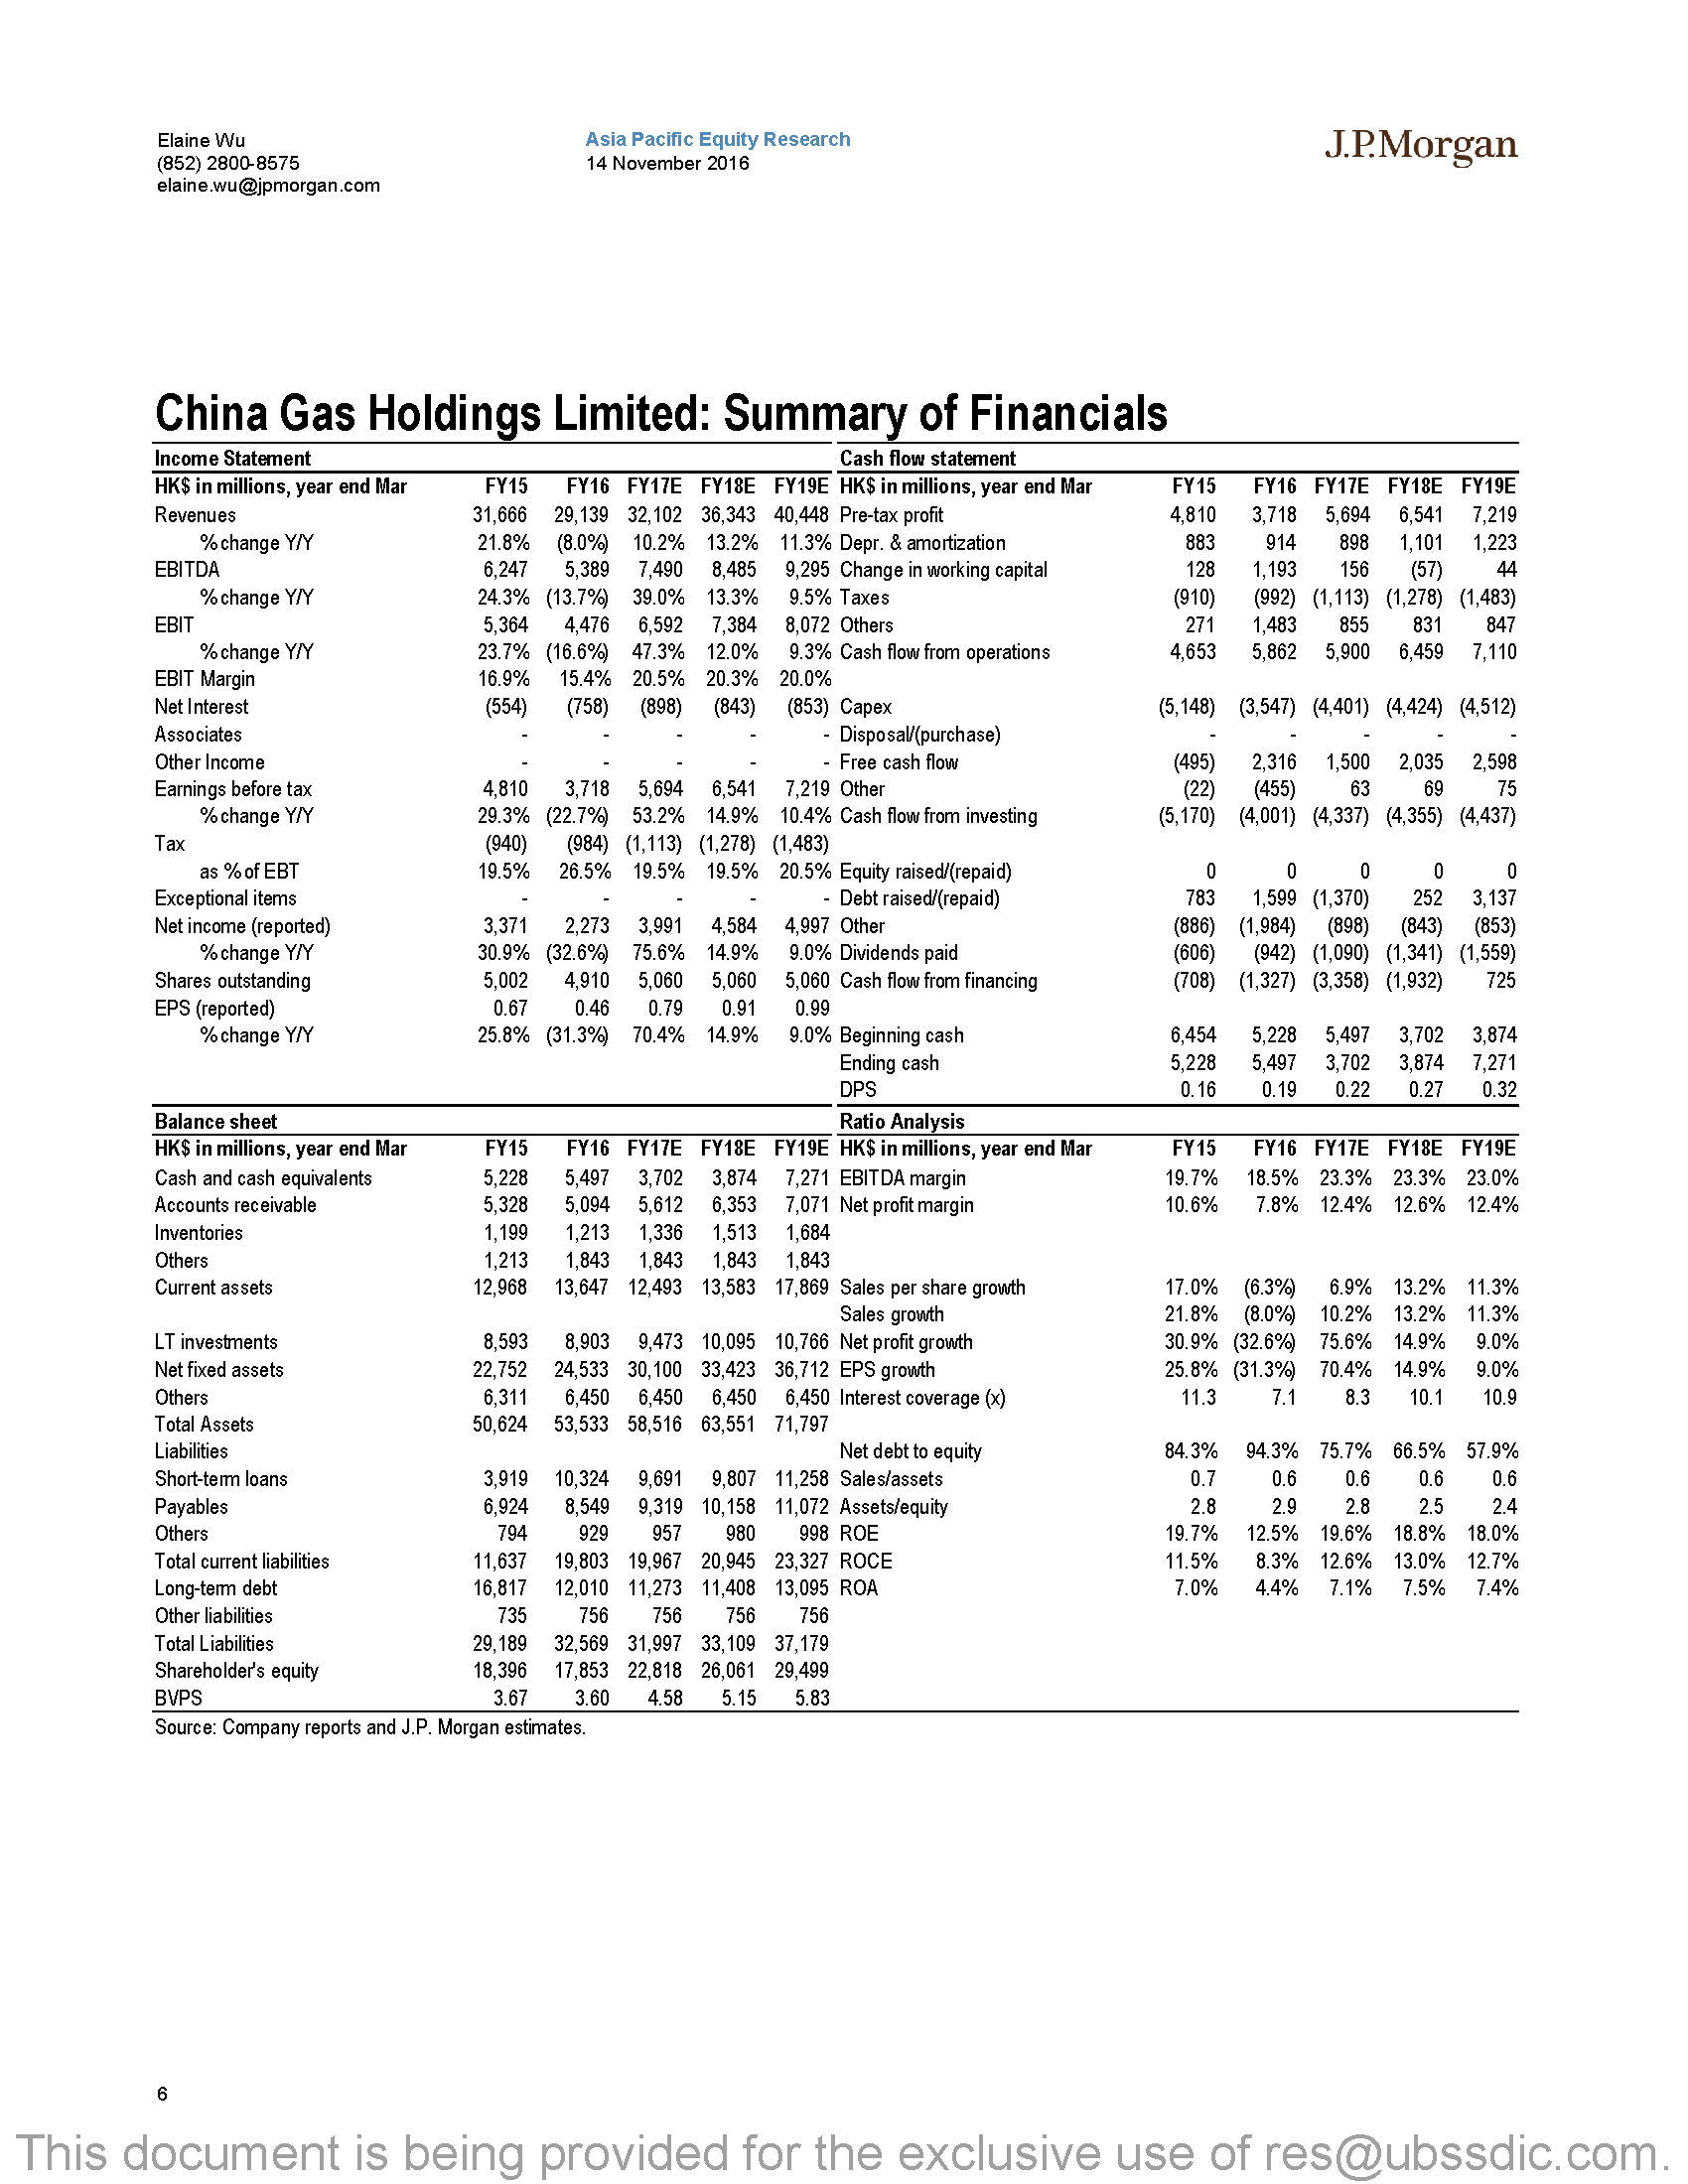 Elaine Wu
(852) 2800-8575
elaine.wu@jpmorgan.com
Asia Pacific Equity Research
14 November 2016
J.P.Morgan
China Gas Holdings Limited: Summary of Financials
Income Statement
HK$ in millions, year end Mar FY15 FY16 FY17E FY18E FY19E
Revenues 31,666 29,139 32,102 36,343 40,448
% change Y/Y 21.8% (8.0%) 10.2% 13.2% 11.3%
EBITDA 6,247 5,389 7,490 8,485 9,295
% change Y/Y 24.3% (13.7%) 39.0% 13.3% 9.5%
EBIT 5,364 4,476 6,592 7,384 8,072
% change Y/Y 23.7% (16.6%) 47.3% 12.0% 9.3%
EBIT Margin 16.9% 15.4% 20.5% 20.3% 20.0%
Net Interest (554) (758) (898) (843) (853)
Associates - - - - -
Other Income - - - - -
Earnings before tax 4,810 3,718 5,694 6,541 7,219
% change Y/Y 29.3% (22.7%) 53.2% 14.9% 10.4%
Tax (940) (984) (1,113) (1,278) (1,483)
as % of EBT 19.5% 26.5% 19.5% 19.5% 20.5%
Exceptional items - - - - -
Net income (reported) 3,371 2,273 3,991 4,584 4,997
% change Y/Y 30.9% (32.6%) 75.6% 14.9% 9.0%
Shares outstanding 5,002 4,910 5,060 5,060 5,060
EPS (reported) 0.67 0.46 0.79 0.91 0.99
% change Y/Y 25.8% (31.3%) 70.4% 14.9% 9.0%
Cash flow statement
HK$ in millions, year end Mar FY15 FY16 FY17E FY18E FY19E
Pre-tax profit 4,810 3,718 5,694 6,541 7,219
Depr. & amortization 883 914 898 1,101 1,223
Change in working capital 128 1,193 156 (57) 44
Taxes (910) (992) (1,113) (1,278) (1,483)
Others 271 1,483 855 831 847
Cash flow from operations 4,653 5,862 5,900 6,459 7,110
Capex (5,148) (3,547) (4,401) (4,424) (4,512)
Disposal/(purchase) - - - - -
Free cash flow (495) 2,316 1,500 2,035 2,598
Other (22) (455) 63 69 75
Cash flow from investing (5,170) (4,001) (4,337) (4,355) (4,437)
Equity raised/(repaid) 0 0 0 0 0
Debt raised/(repaid) 783 1,599 (1,370) 252 3,137
Other (886) (1,984) (898) (843) (853)
Dividends paid (606) (942) (1,090) (1,341) (1,559)
Cash flow from financing (708) (1,327) (3,358) (1,932) 725
Beginning cash 6,454 5,228 5,497 3,702 3,874
Ending cash 5,228 5,497 3,702 3,874 7,271
DPS 0.16 0.19 0.22 0.27 0.32
Balance sheet
HK$ in millions, year end Mar FY15 FY16 FY17E FY18E FY19E
Cash and cash equivalents 5,228 5,497 3,702 3,874 7,271
Accounts receivable 5,328 5,094 5,612 6,353 7,071
Inventories 1,199 1,213 1,336 1,513 1,684
Others 1,213 1,843 1,843 1,843 1,843
Current assets 12,968 13,647 12,493 13,583 17,869
LT investments 8,593 8,903 9,473 10,095 10,766
Net fixed assets 22,752 24,533 30,100 33,423 36,712
Others 6,311 6,450 6,450 6,450 6,450
Total Assets 50,624 53,533 58,516 63,551 71,797
Liabilities
Short-term loans 3,919 10,324 9,691 9,807 11,258
Payables 6,924 8,549 9,319 10,158 11,072
Others 794 929 957 980 998
Total current liabilities 11,637 19,803 19,967 20,945 23,327
Long-term debt 16,817 12,010 11,273 11,408 13,095
Other liabilities 735 756 756 756 756
Total Liabilities 29,189 32,569 31,997 33,109 37,179
Shareholder's equity 18,396 17,853 22,818 26,061 29,499
BVPS 3.67 3.60 4.58 5.15 5.83
Ratio Analysis
HK$ in millions, year end Mar FY15 FY16 FY17E FY18E FY19E
EBITDA margin 19.7% 18.5% 23.3% 23.3% 23.0%
Net profit margin 10.6% 7.8% 12.4% 12.6% 12.4%
Sales per share growth 17.0% (6.3%) 6.9% 13.2% 11.3%
Sales growth 21.8% (8.0%) 10.2% 13.2% 11.3%
Net profit growth 30.9% (32.6%) 75.6% 14.9% 9.0%
EPS growth 25.8% (31.3%) 70.4% 14.9% 9.0%
Interest coverage (x) 11.3 7.1 8.3 10.1 10.9
Net debt to equity 84.3% 94.3% 75.7% 66.5% 57.9%
Sales/assets 0.7 0.6 0.6 0.6 0.6
Assets/equity 2.8 2.9 2.8 2.5 2.4
ROE 19.7% 12.5% 19.6% 18.8% 18.0%
ROCE 11.5% 8.3% 12.6% 13.0% 12.7%
ROA 7.0% 4.4% 7.1% 7.5% 7.4%
Source: Company reports and J.P. Morgan estimates.
6
This document is being provided for the exclusive use of res@ubssdic.com.